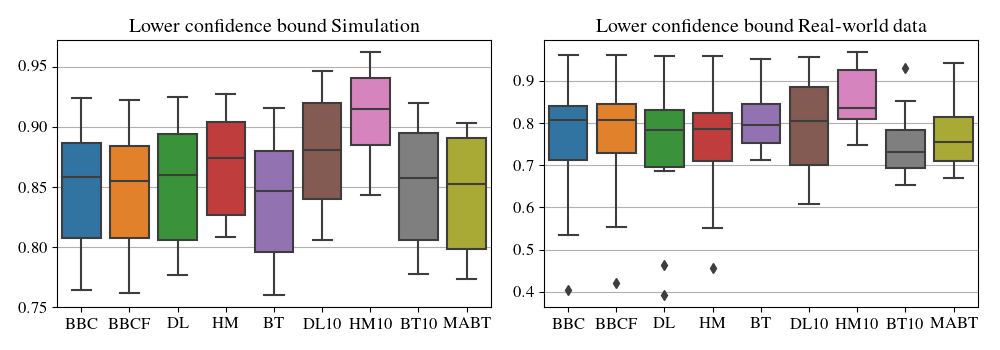 Lower confidence bound Simulation
0.95
0.90
0.85
0.80
0.75
BBC BBCF DL HM BT DL10 HM10 BT10 MABT
Lower confidence bound Real-world data
0.9
0.8
0.7
0.6
0.5
0.4
BBC BBCF DL HM BT DL10 HM10 BT10 MABT